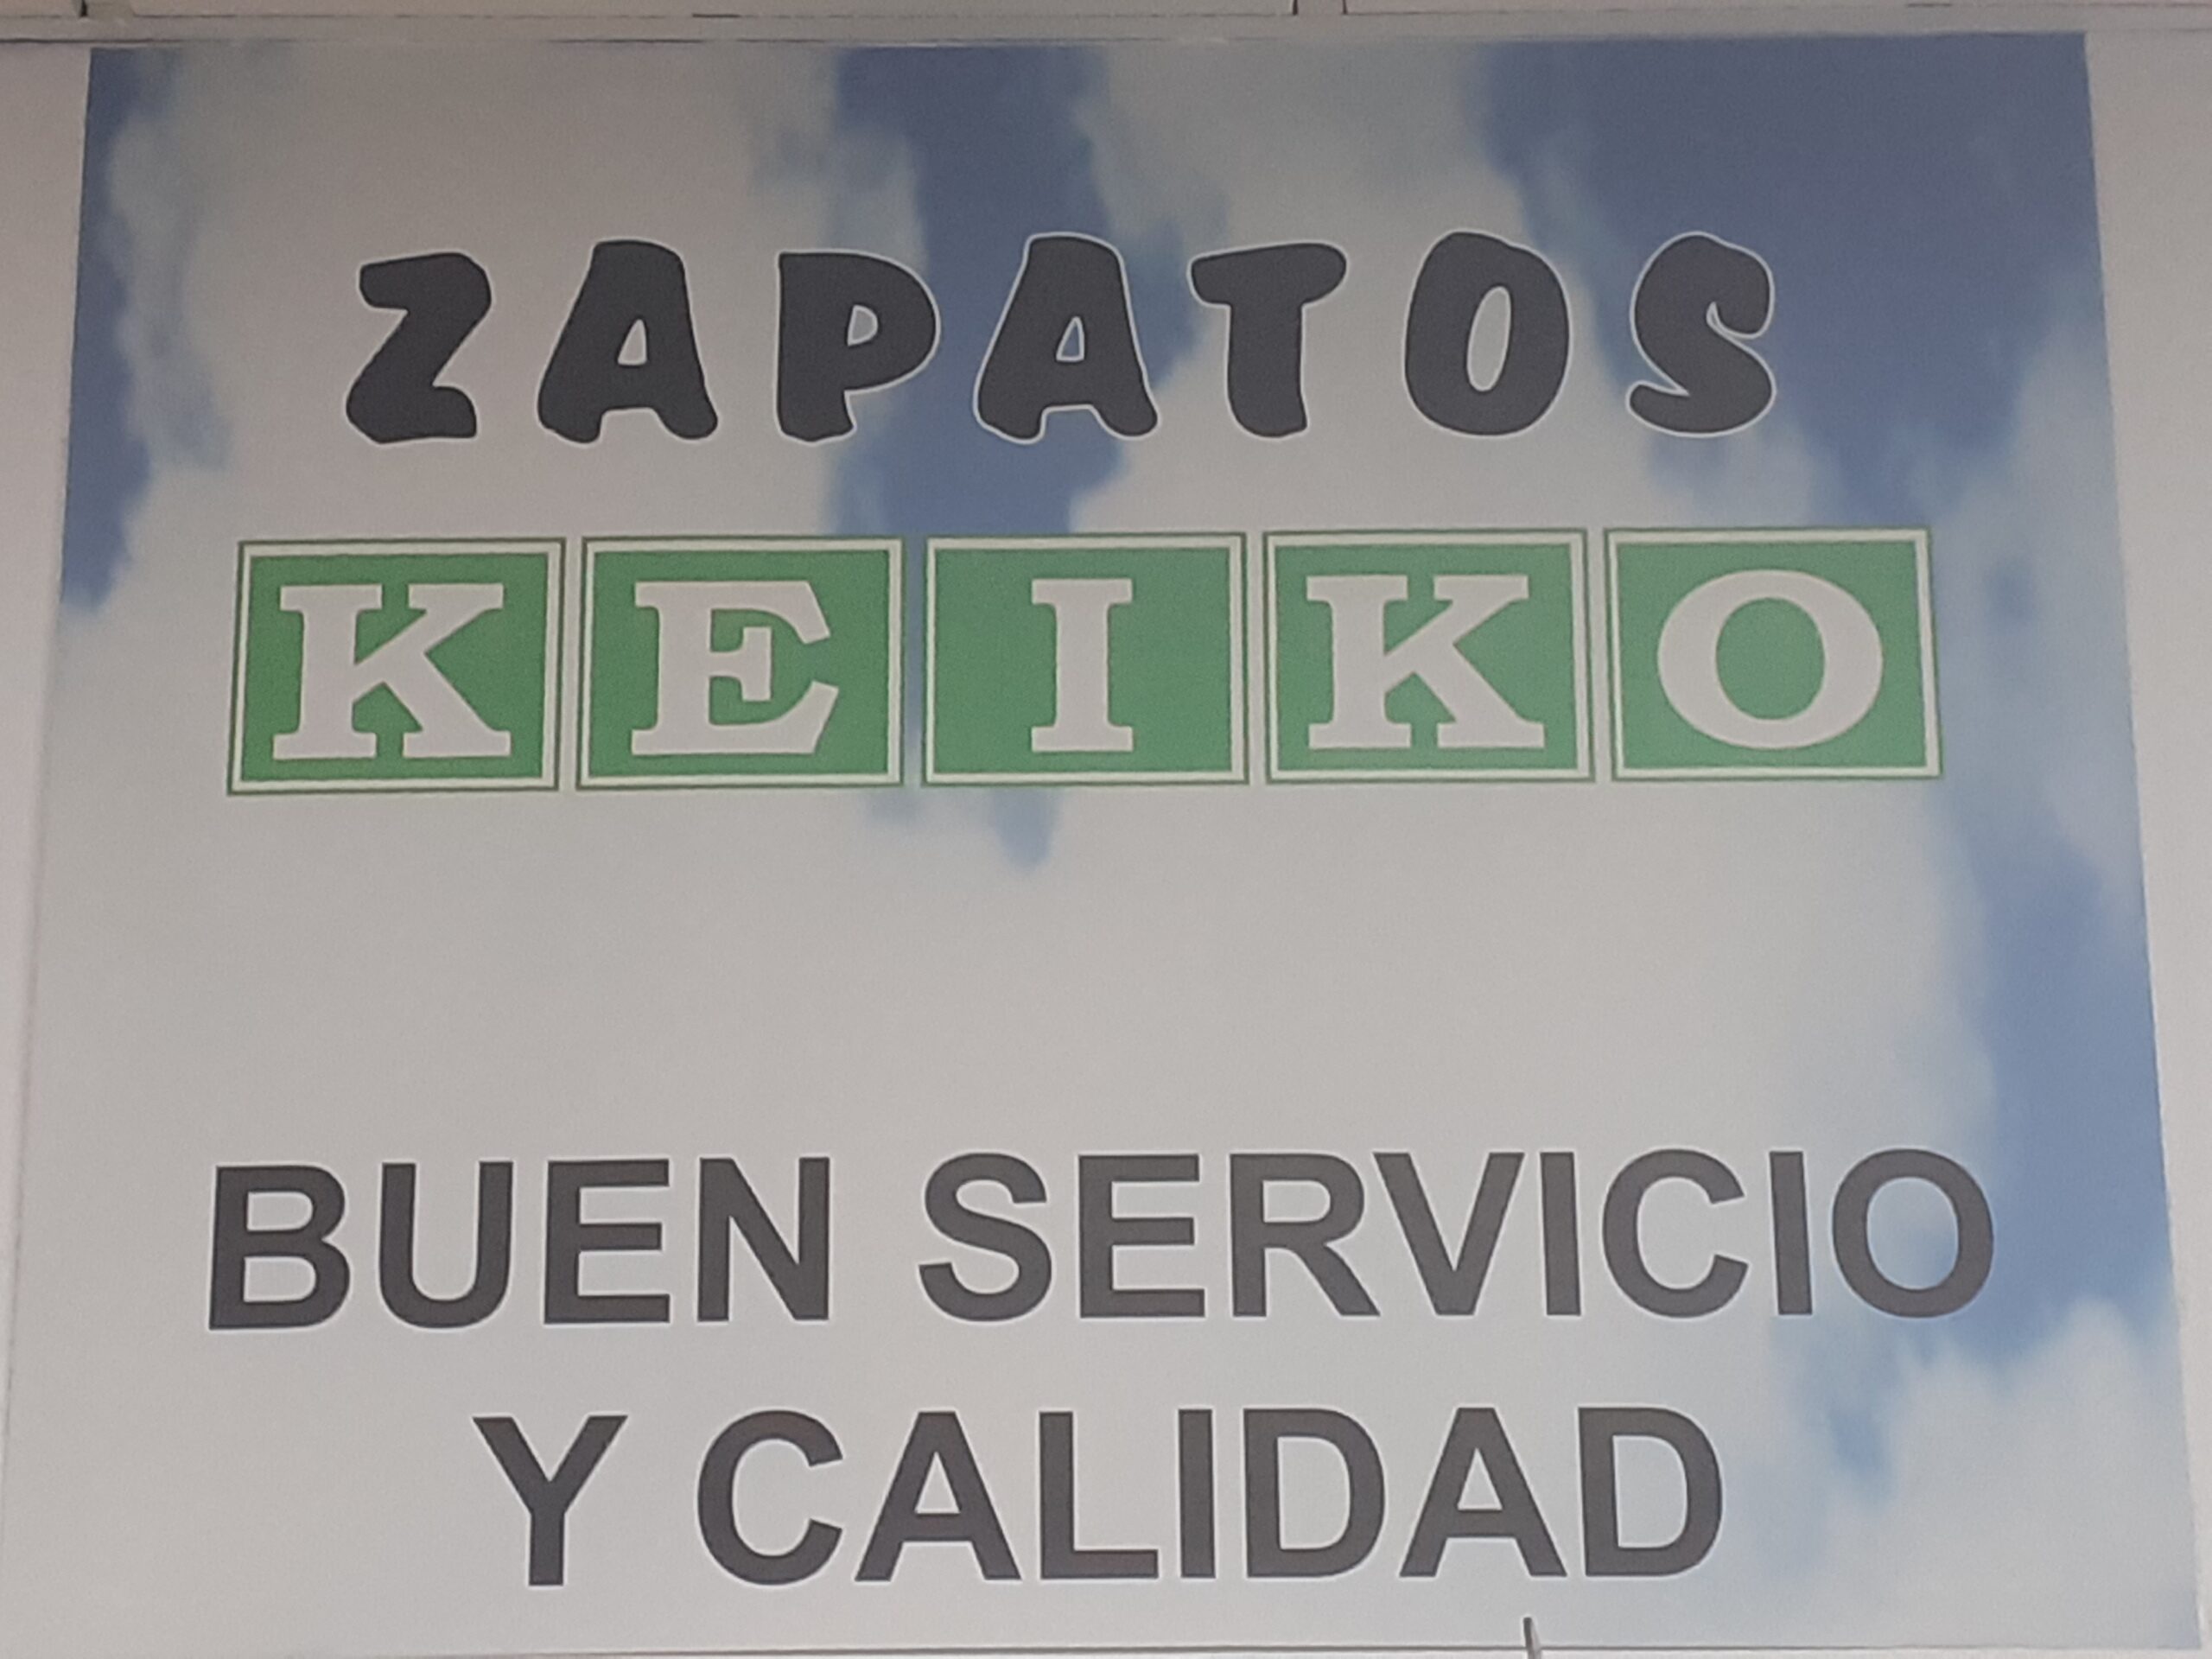 ZAPATOS
KEIKO
BUEN SERVICIO
Y CALIDAD